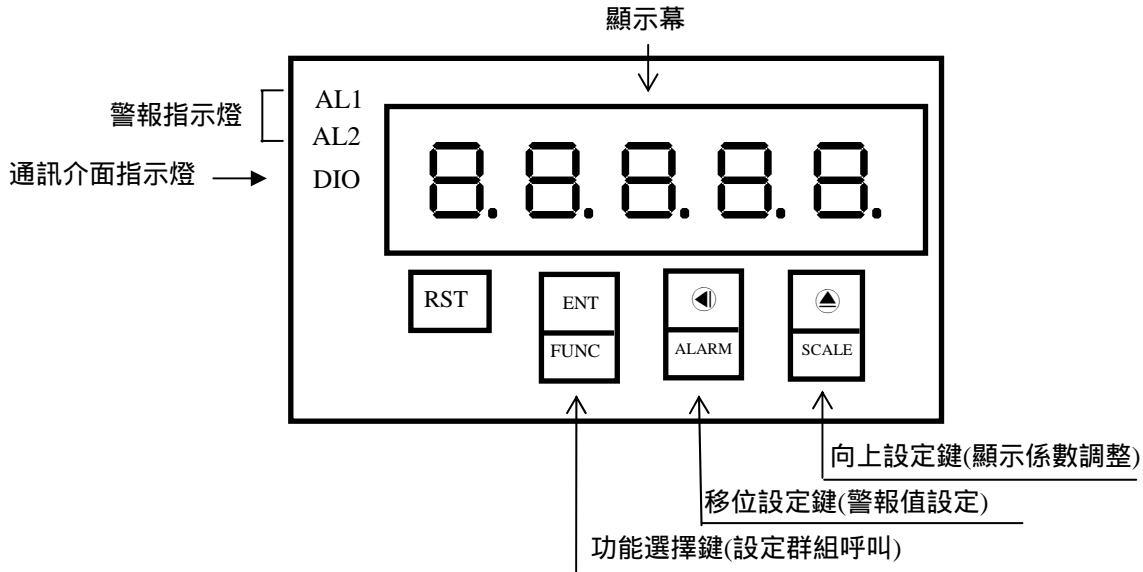 顯示幕
警報指示燈
AL1
AL2
通訊介面指示燈
DIO
8.8.8.8.8.
RST
ENT
FUNC
ALARM
SCALE
向上設定鍵(顯示係數調整)
移位設定鍵(警報值設定)
功能選擇鍵(設定群組呼叫)